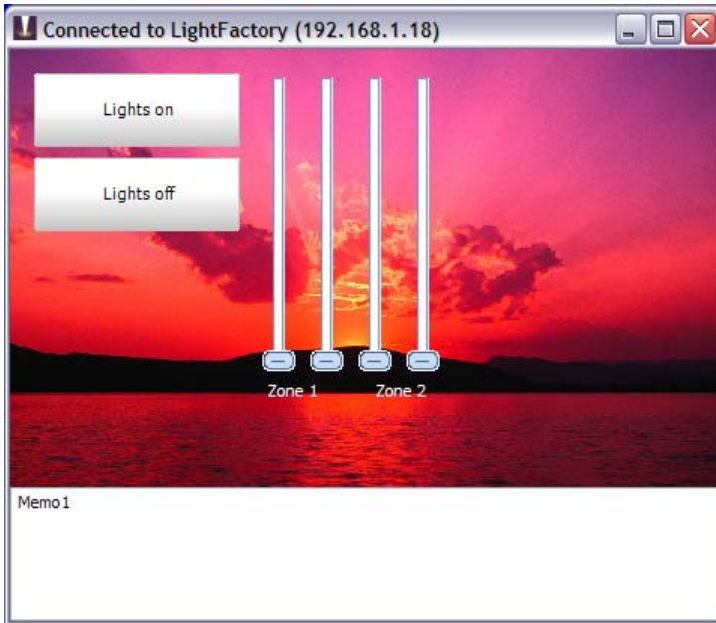 Connected to LightFactory (192.168.1.18)
Lights on
Lights off
Zone 1 Zone 2
Memo1